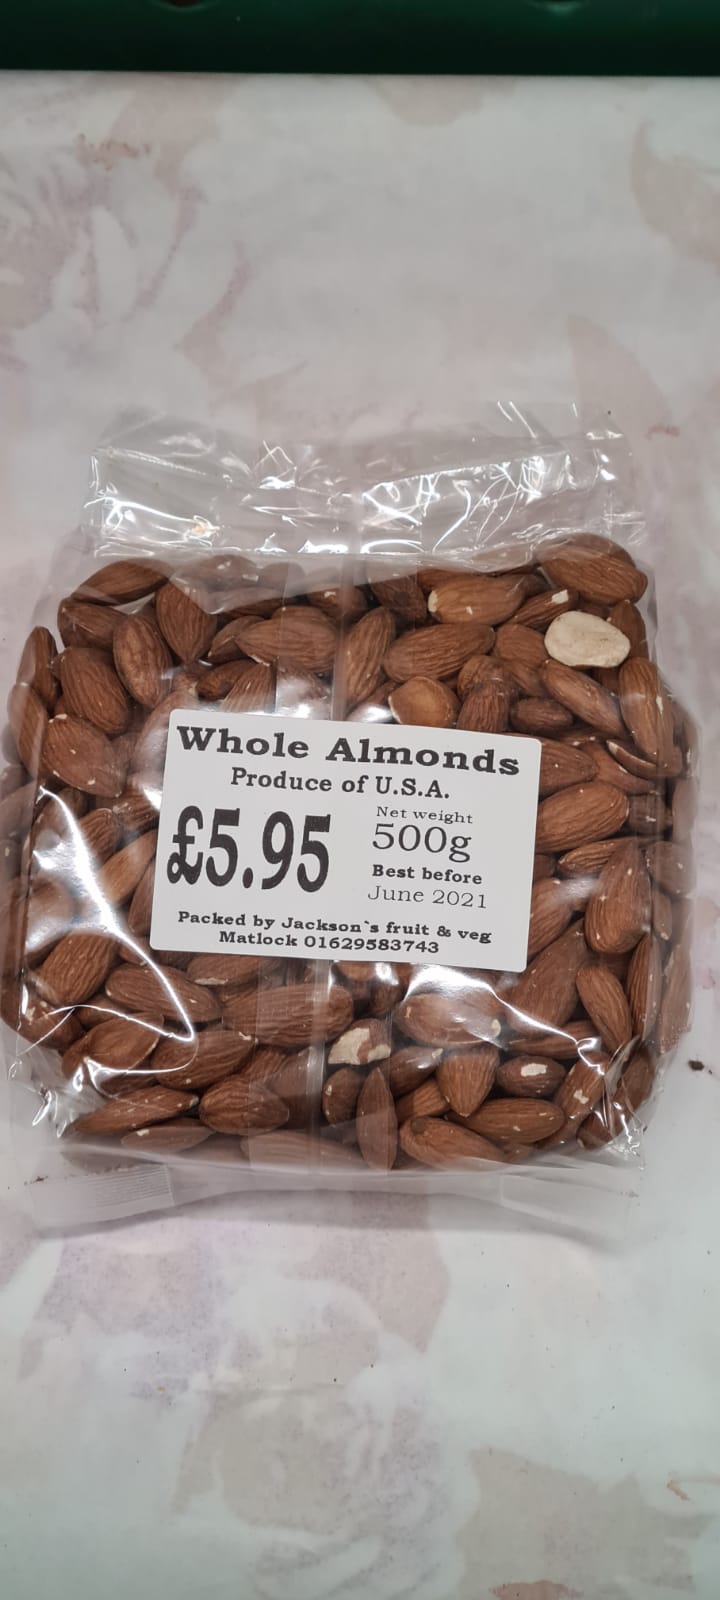 Whole Almonds
Produce of U.S.A.
£5.95
Net weight
500g
Best before
June 2021
Packed by Jackson`s fruit & veg
Matlock 01629583743